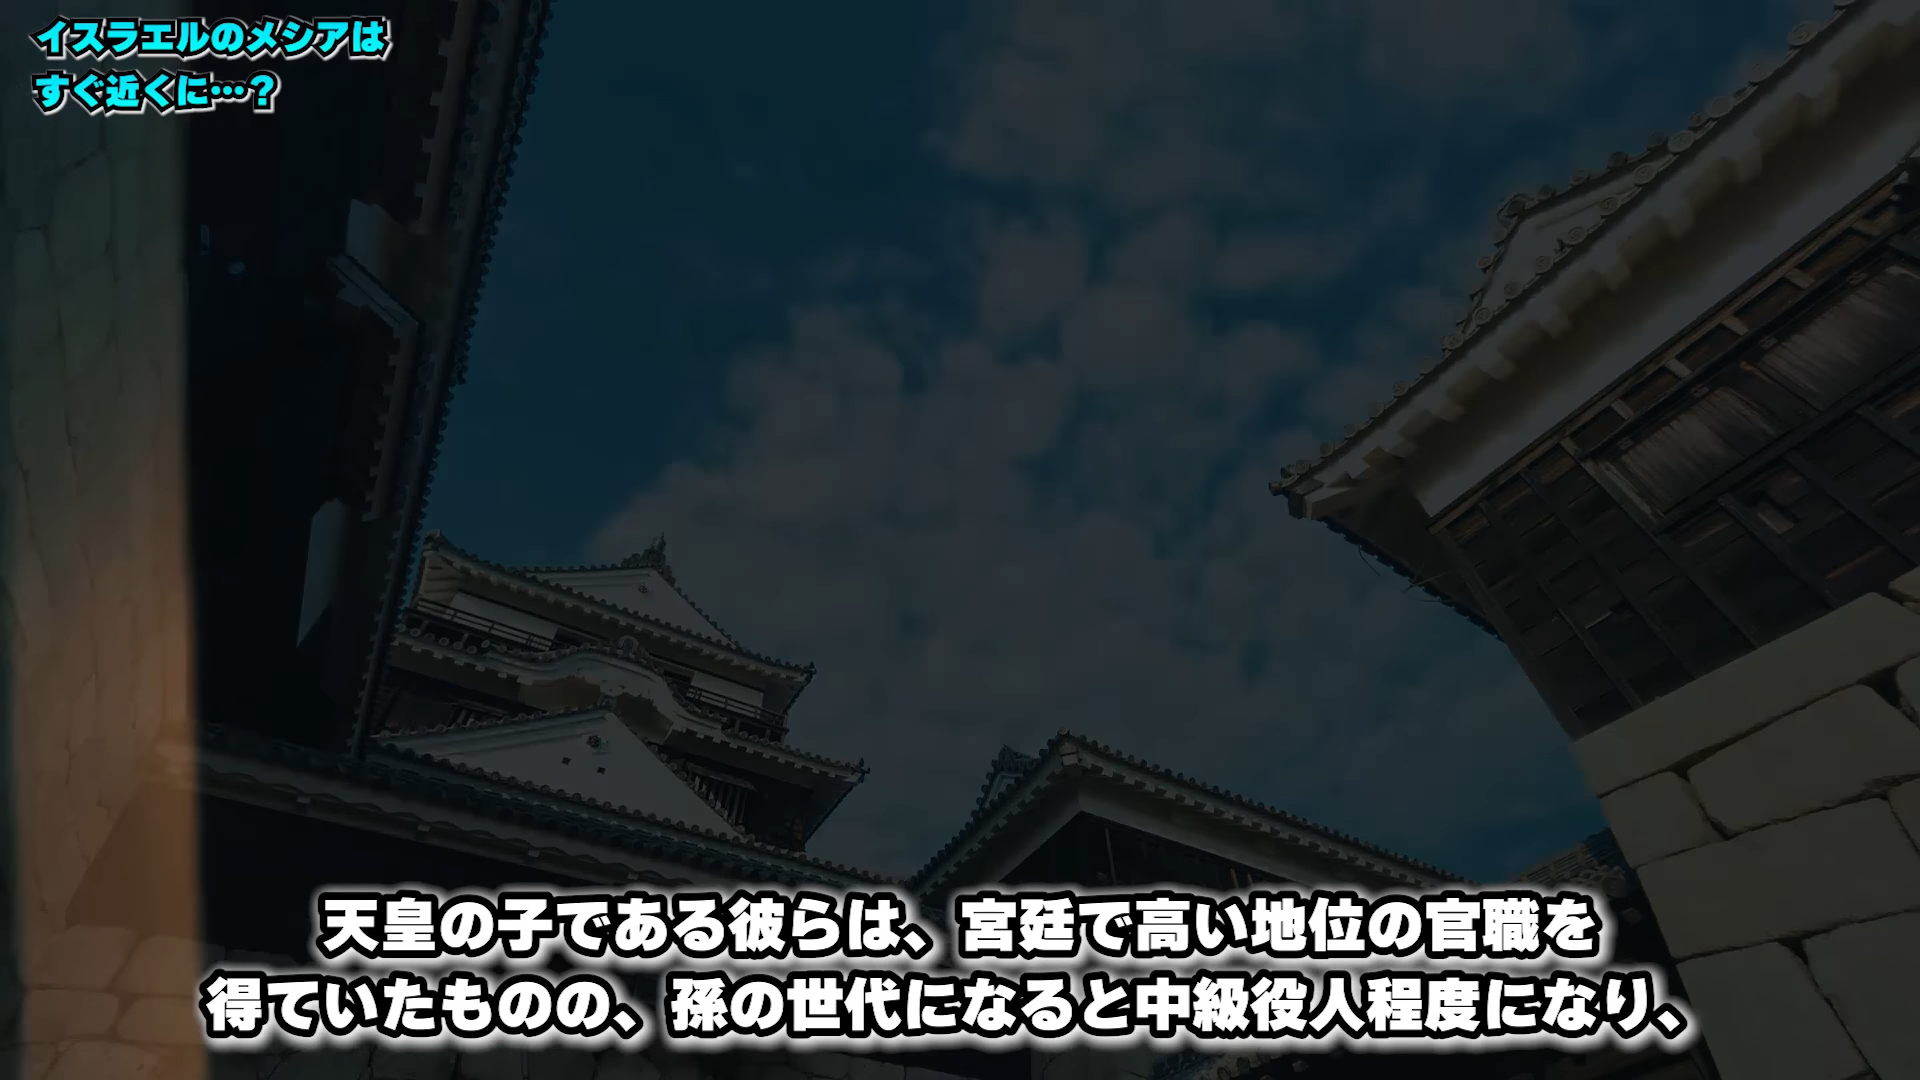 イスラエルのメシアは
すぐ近くに…？
天皇の子である彼らは、宮廷で高い地位の官職を
得ていたものの、孫の世代になると中級役人程度になり、